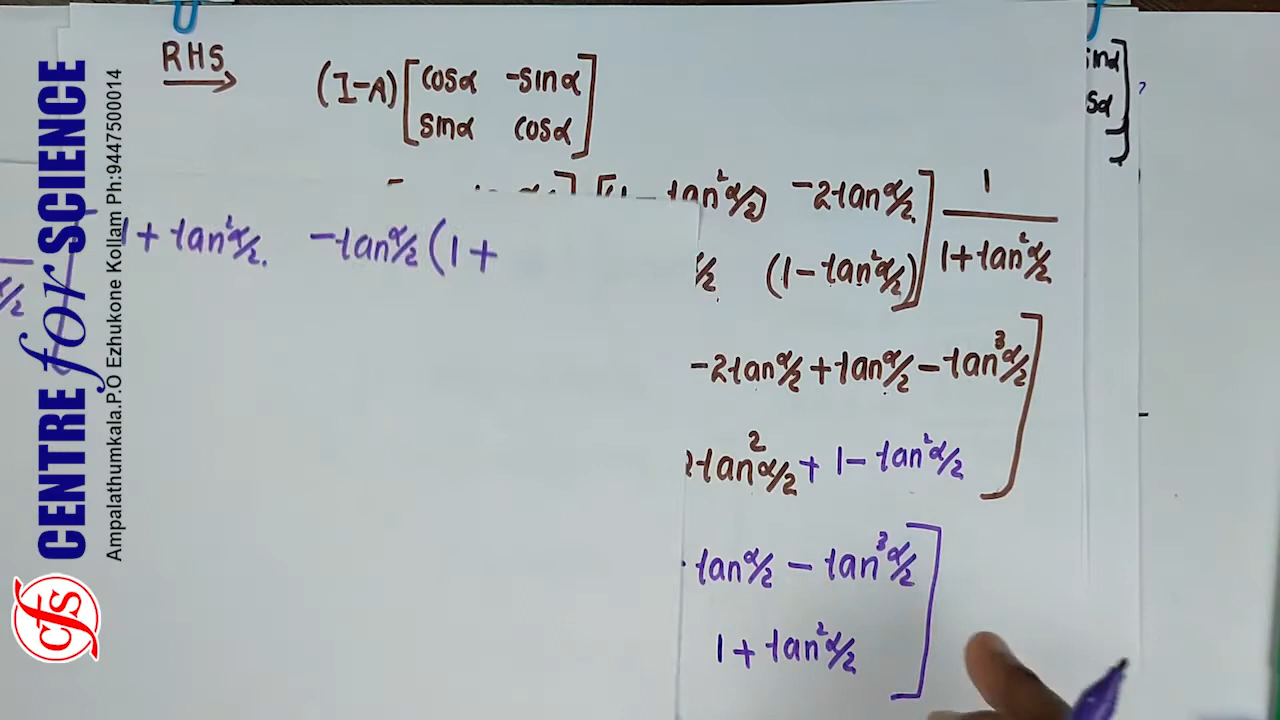 RHS
(I-A) [cosα -sinα
sinα cosα]
tan²α/2) -2tanα/2] 1
(1-tan²α/2)] 1+tan²α/2
1+tan²α/2. -tanα/2(1+
-2tanα/2+tanα/2-tan³α/2]
tan²α/2+ 1-tan²α/2
tanα/2 - tan³α/2]
1+tan²α/2
CENTRE for SCIENCE
Ampalathumkala.P.O Ezhukone Kollam Ph:9447500014
cfs